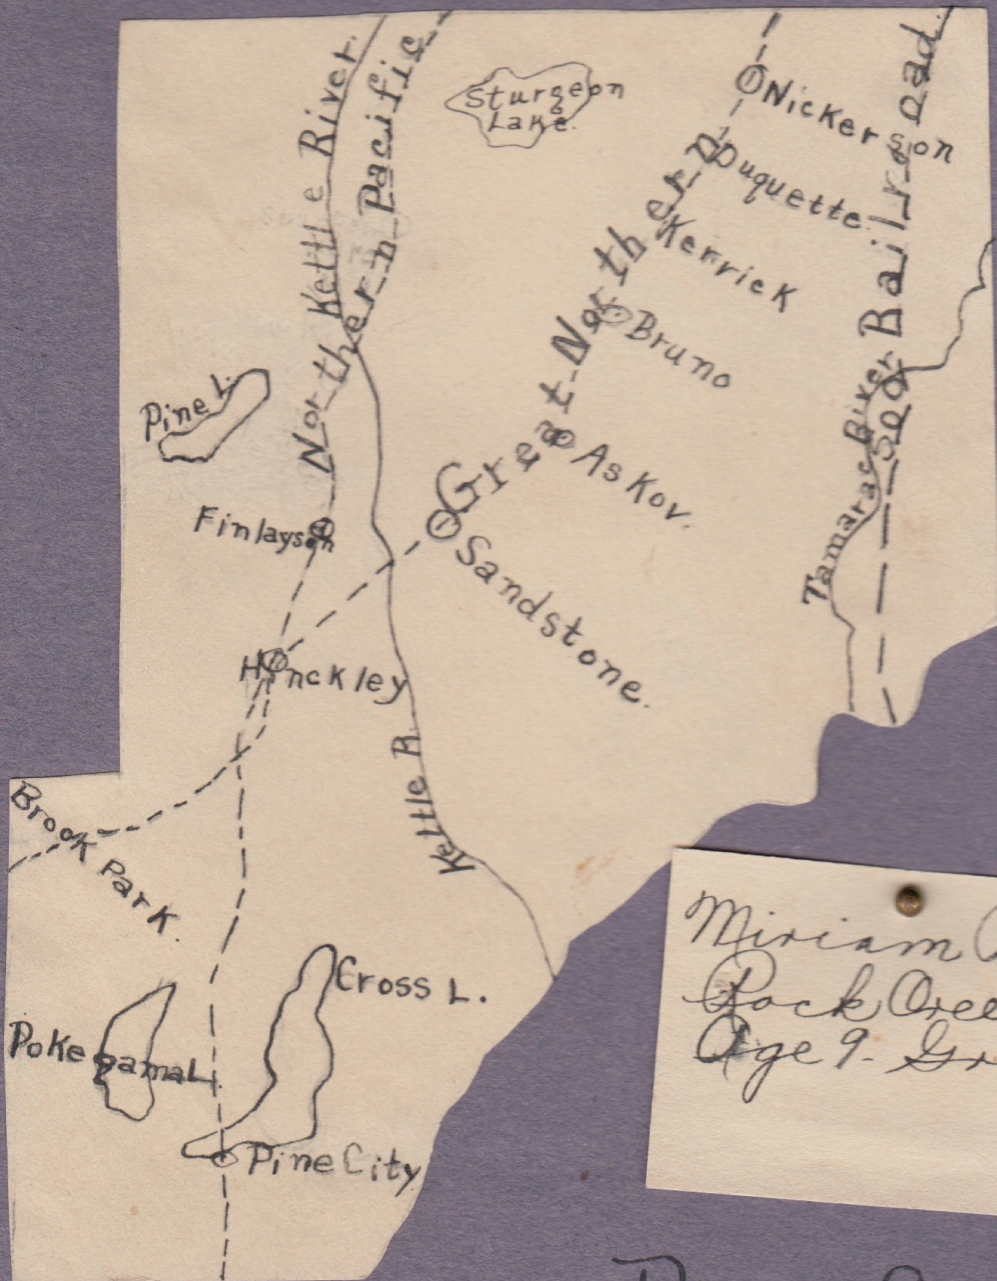 Kettle River
Northern Pacific
Sturgeon
Lake.
Nickerson
Duquette
Kerrick
Bruno
Askov.
Great Northern
Soo Railroad
Tamarac River
Pine L.
Finlayson
Sandstone.
Hinckley
Kettle R.
Brook Park.
Cross L.
Pokegama L.
Pine City
Miriam
Rock Cree
Age 9. Gr